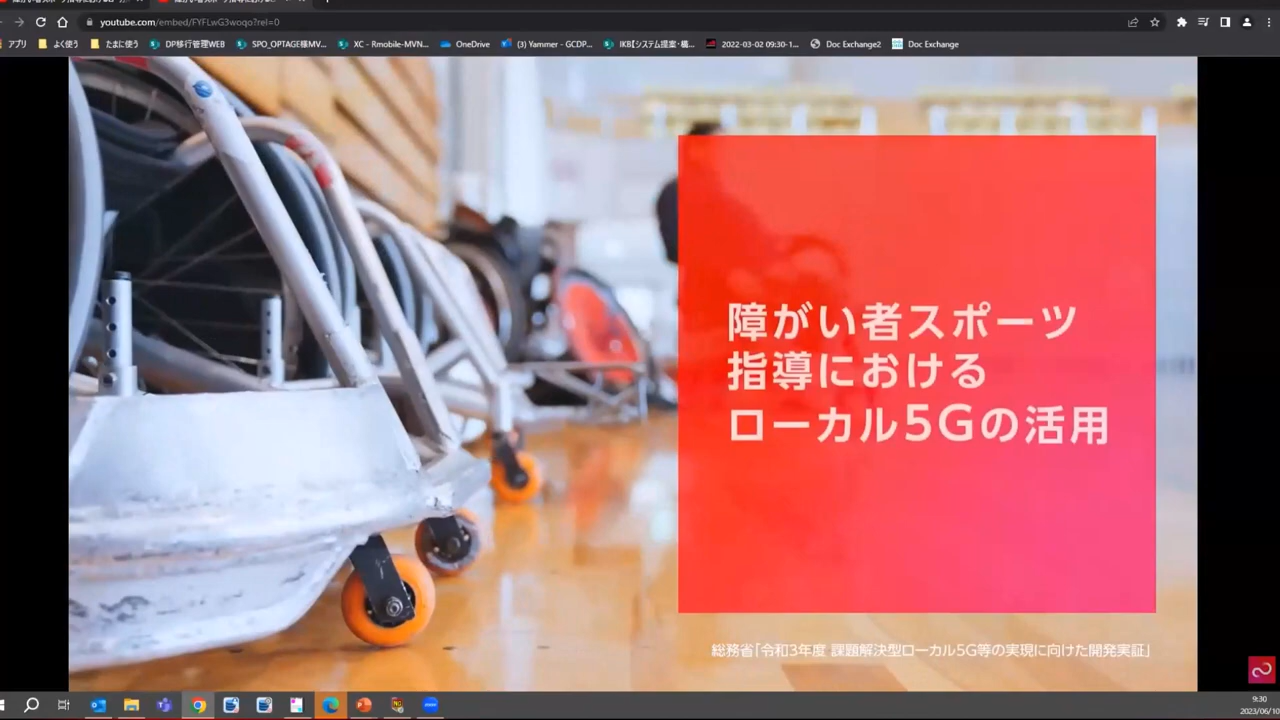 youtube.com/embed/FYFLwG3woqo?rel=0
アプリ
よく使う
たまに使う
DP移行管理WEB
SPO_OPTAGE様MV...
XC - Rmobile-MVN...
OneDrive
(3) Yammer - GCDP...
IKB【システム提案・構...
2022-03-02 09:30-1...
Doc Exchange2
Doc Exchange
障がい者スポーツ
指導における
ローカル5Gの活用
総務省「令和3年度 課題解決型ローカル5G等の実現に向けた開発実証」
9:30
2023/06/10